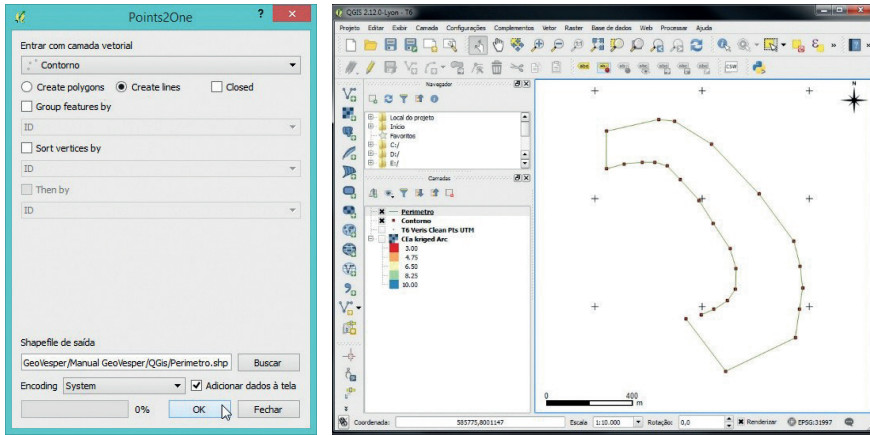 Points2One
Entrar com camada vetorial
Contorno
Create polygons Create lines Closed
Group features by
ID
Sort vertices by
ID
Then by
ID
Shapefile de saída
GeoVesper/Manual GeoVesper/QGis/Perimetro.shp Buscar
Encoding System Adicionar dados à tela
0% OK Fechar
QGIS 2.12.0-Lyon - T6
Projeto Editar Exibir Camada Configurações Complementos Vetor Raster Base de dados Web Processar Ajuda
Navegador
Local do projeto
Início
Favoritos
C:/
D:/
E:/
Camadas
Perimetro
Contorno
T6 Veris Clean Pts UTM
CEa kriged Arc
3.00
4.75
6.50
8.25
10.00
N
0 400
m
Coordenada: 585775,8001147 Escala 1:10.000 Rotação: 0,0 Renderizar EPSG:31997